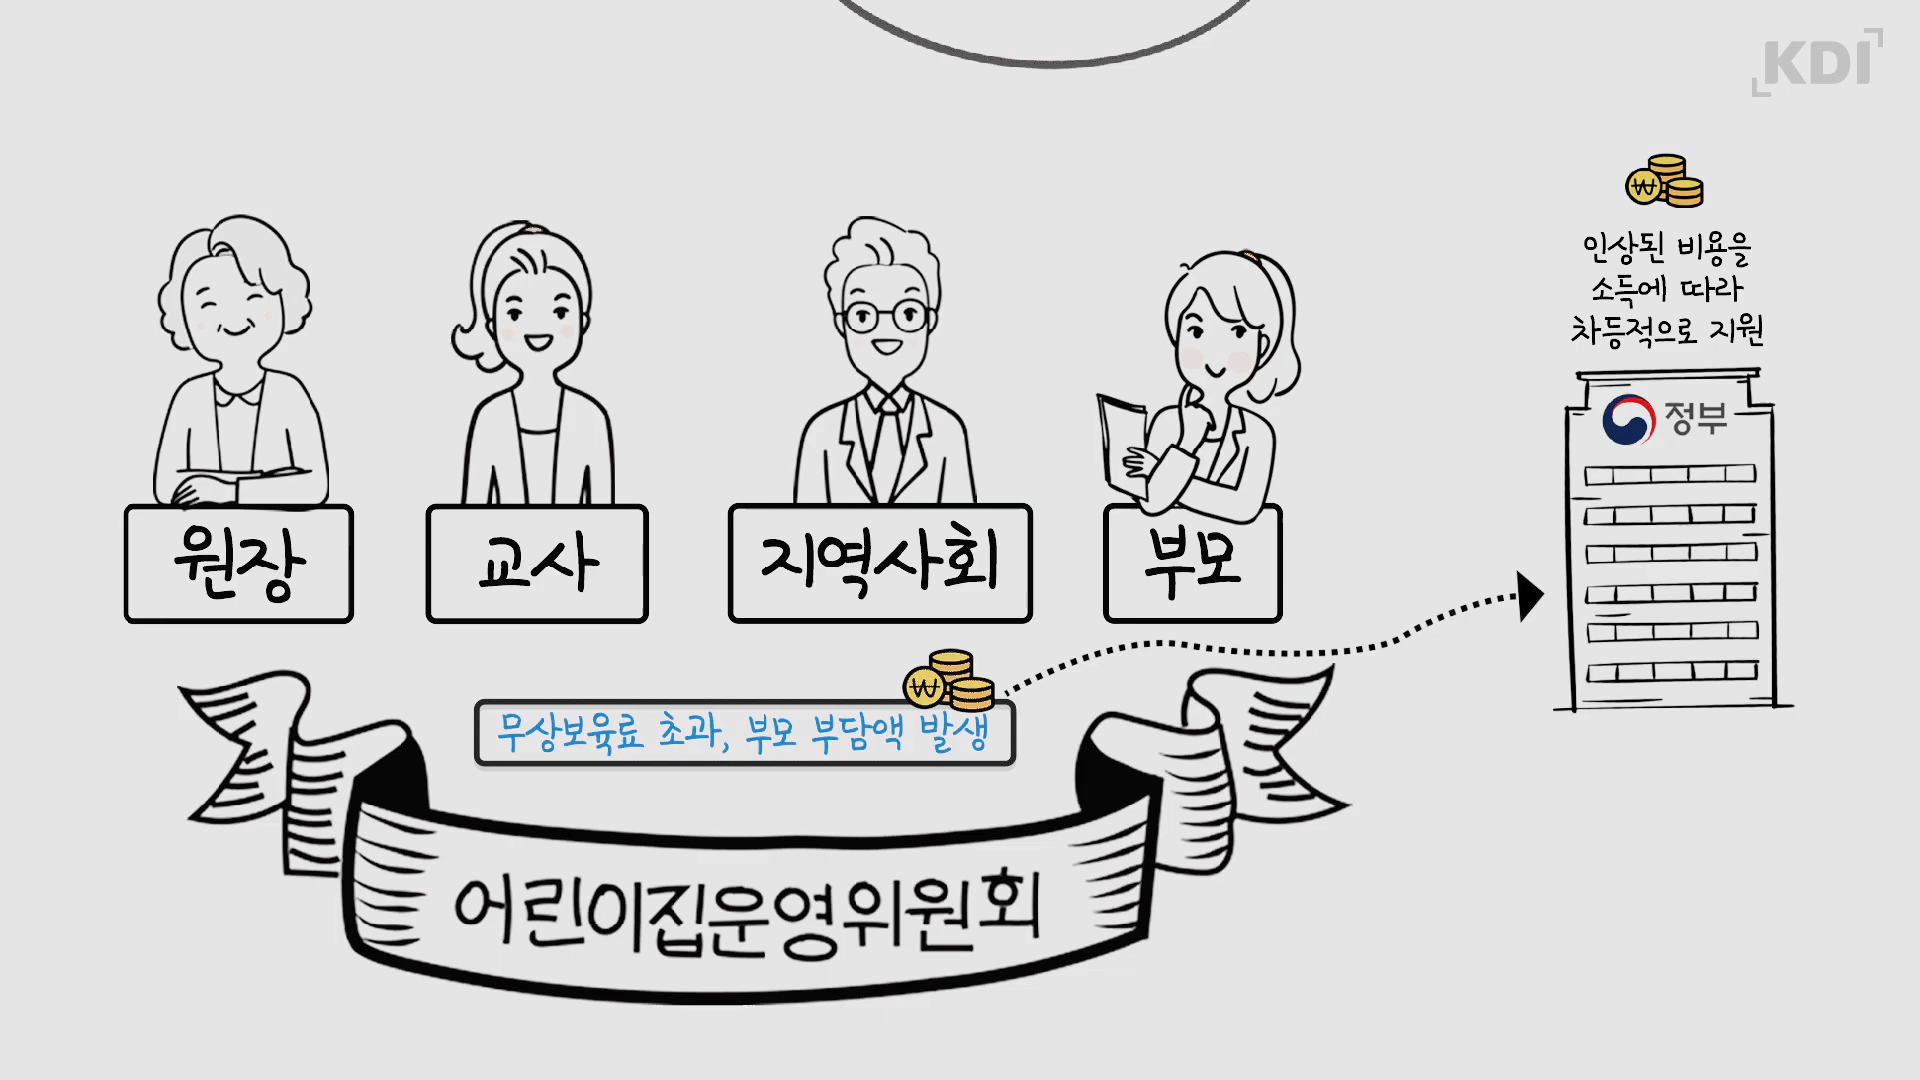 KDI
인상된 비용을
소득에 따라
차등적으로 지원
정부
원장
교사
지역사회
부모
무상보육료 초과, 부모 부담액 발생
어린이집운영위원회